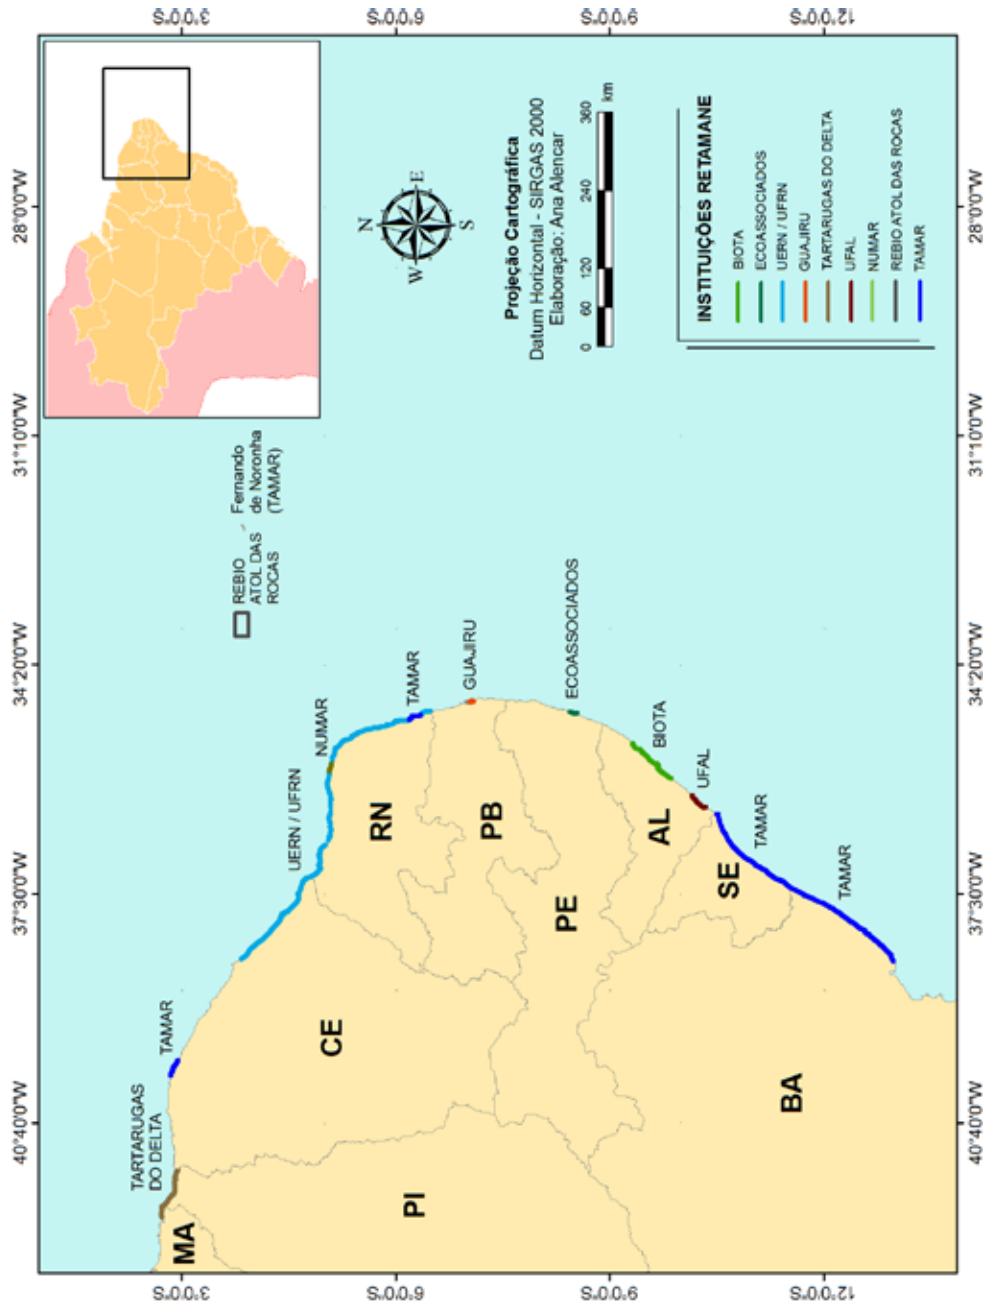 40°40'0"W
37°30'0"W
34°20'0"W
31°10'0"W
28°0'0"W
3°0'0"S
3°0'0"S
6°0'0"S
6°0'0"S
9°0'0"S
9°0'0"S
12°0'0"S
12°0'0"S
TARTARUGAS
DO DELTA
TAMAR
UERN / UFRN
NUMAR
TAMAR
GUAJIRU
ECOASSOCIADOS
BIOTA
UFAL
TAMAR
TAMAR
REBIO
ATOL DAS
ROCAS
Fernando
de Noronha
(TAMAR)
MA
PI
CE
RN
PB
PE
AL
SE
BA
N
W
E
S
Projeção Cartográfica
Datum Horizontal - SIRGAS 2000
Elaboração: Ana Alencar
0 60 120 240 360
km
INSTITUIÇÕES RETAMANE
BIOTA
ECOASSOCIADOS
UERN / UFRN
GUAJIRU
TARTARUGAS DO DELTA
UFAL
NUMAR
REBIO ATOL DAS ROCAS
TAMAR
40°40'0"W
37°30'0"W
34°20'0"W
31°10'0"W
28°0'0"W